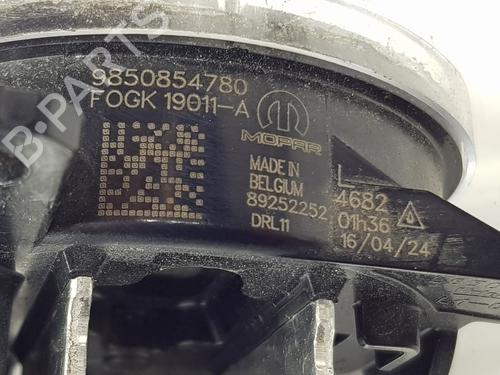 9850854780
FOGK 19011-A
MOPAR
MADE IN
BELGIUM
89252252
DRL11
L
4682
01h36
16/04/24
B-PARTS